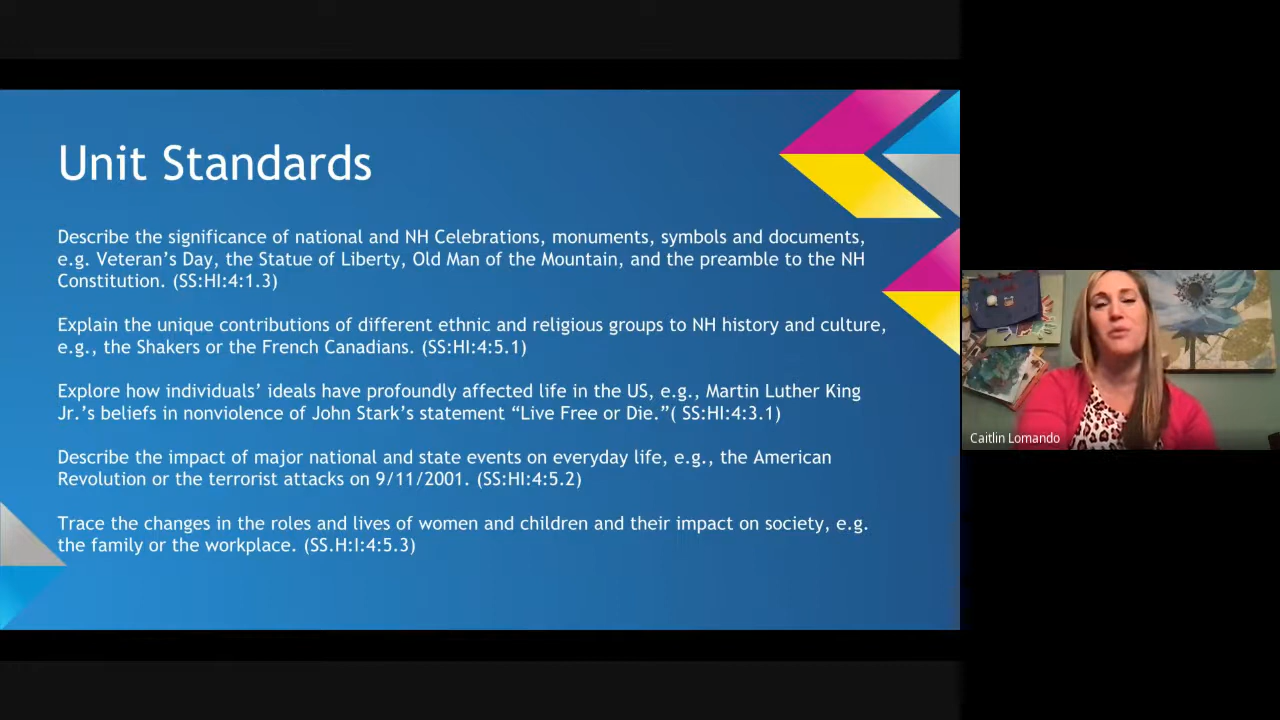 Unit Standards
Describe the significance of national and NH Celebrations, monuments, symbols and documents,
e.g. Veteran’s Day, the Statue of Liberty, Old Man of the Mountain, and the preamble to the NH
Constitution. (SS:HI:4:1.3)
Explain the unique contributions of different ethnic and religious groups to NH history and culture,
e.g., the Shakers or the French Canadians. (SS:HI:4:5.1)
Explore how individuals’ ideals have profoundly affected life in the US, e.g., Martin Luther King
Jr.’s beliefs in nonviolence of John Stark’s statement “Live Free or Die.”( SS:HI:4:3.1)
Describe the impact of major national and state events on everyday life, e.g., the American
Revolution or the terrorist attacks on 9/11/2001. (SS:HI:4:5.2)
Trace the changes in the roles and lives of women and children and their impact on society, e.g.
the family or the workplace. (SS.H:I:4:5.3)
Caitlin Lomando